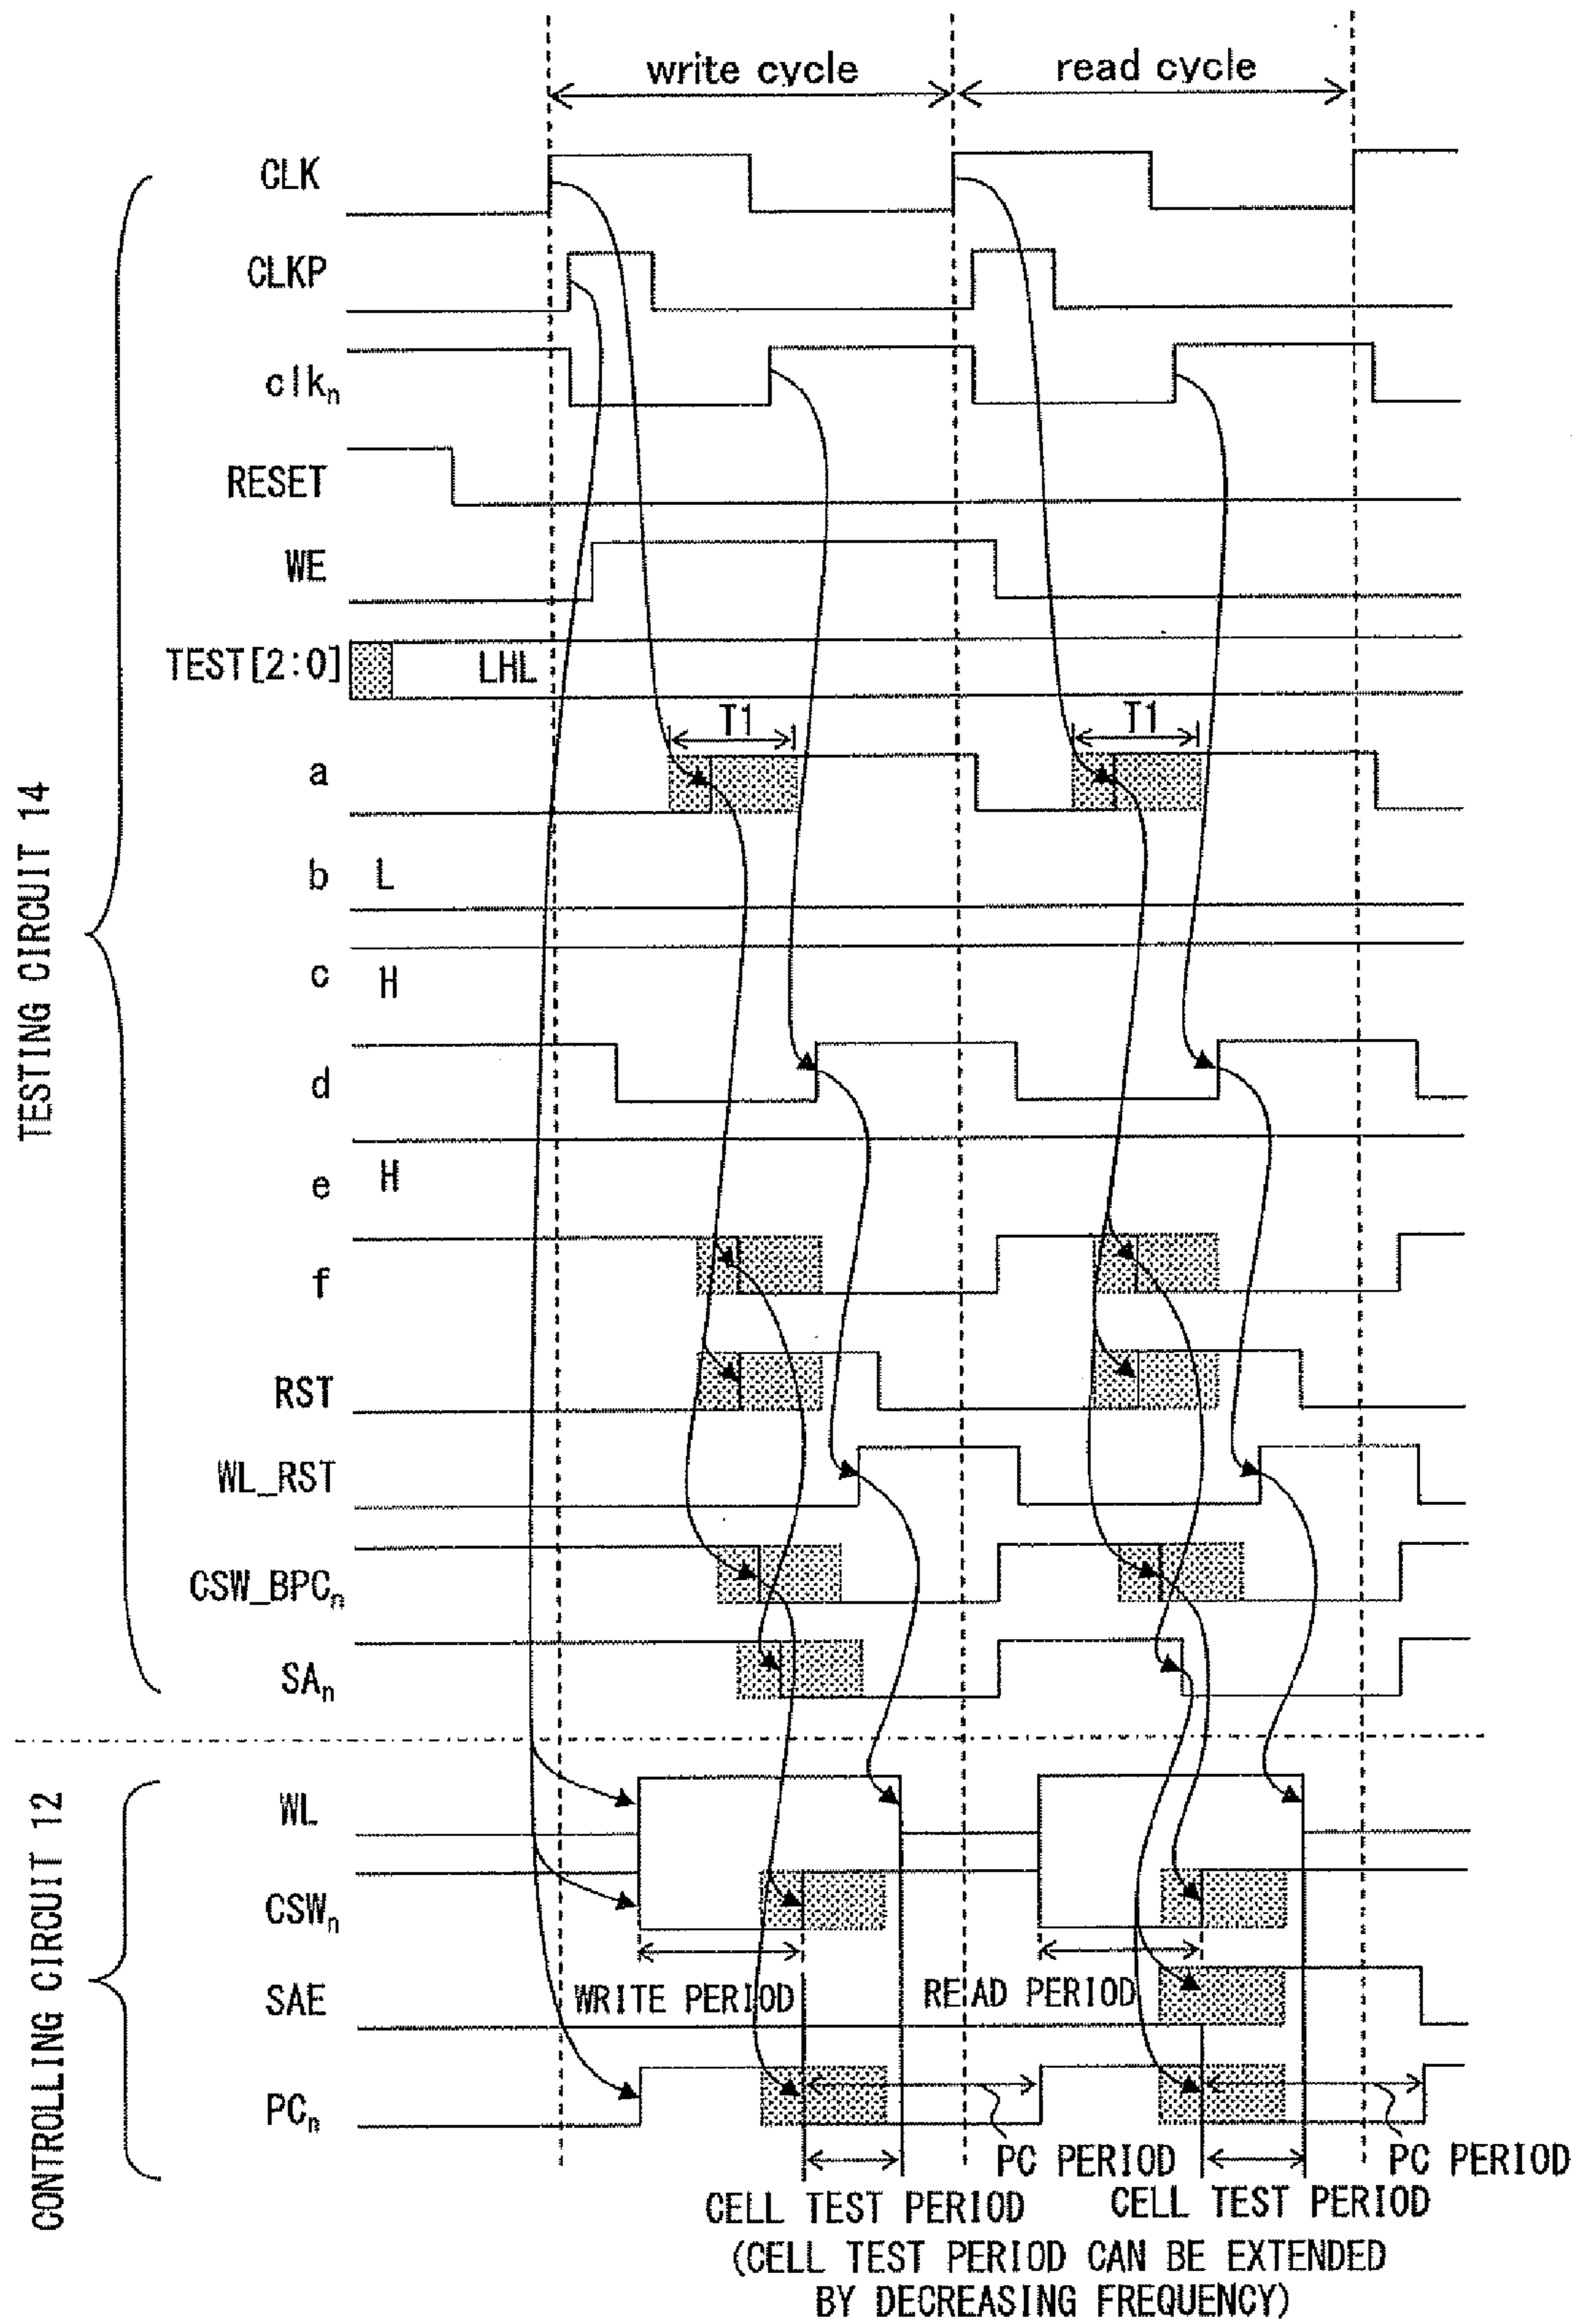 write cycle
read cycle
TESTING CIRCUIT 14
CLK
CLKP
clkn
RESET
WE
TEST[2:0]
LHL
T1
T1
a
b
L
c
H
d
e
H
f
RST
WL_RST
CSW_BPCn
SAn
CONTROLLING CIRCUIT 12
WL
CSWn
WRITE PERIOD
READ PERIOD
SAE
PCn
PC PERIOD
PC PERIOD
CELL TEST PERIOD
CELL TEST PERIOD
(CELL TEST PERIOD CAN BE EXTENDED
BY DECREASING FREQUENCY)